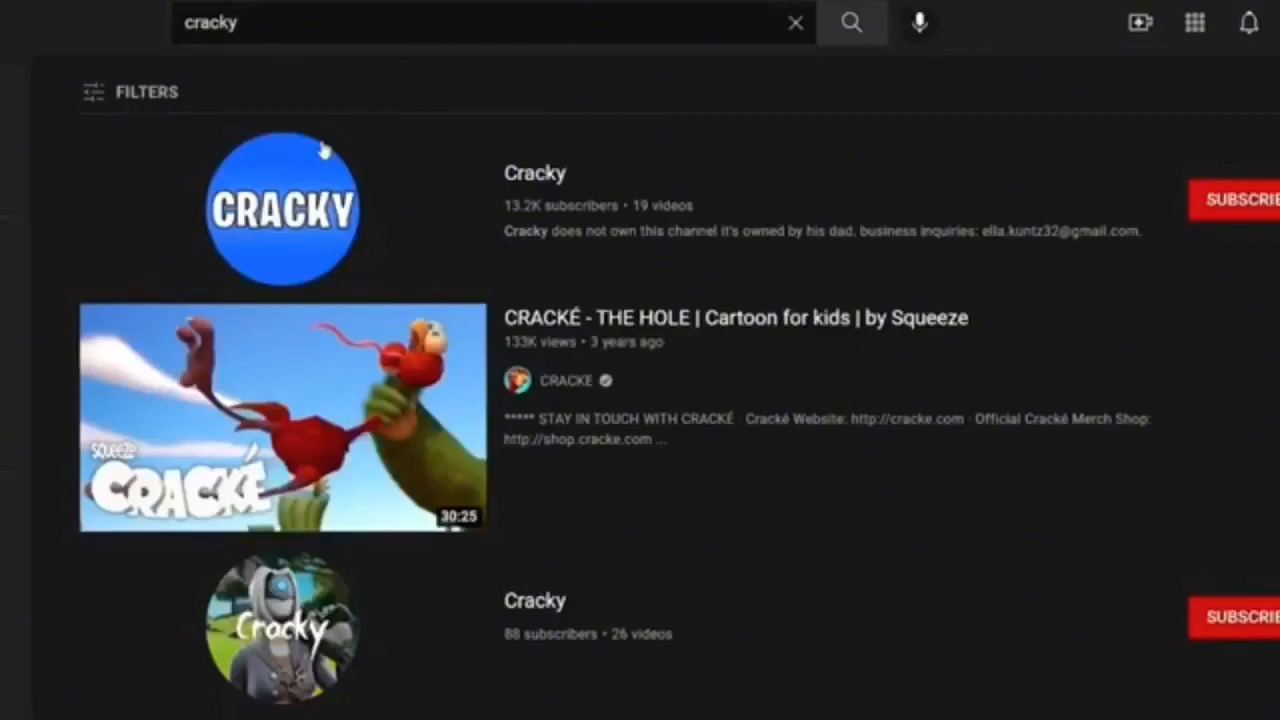 cracky
FILTERS
CRACKY
Cracky
13.2K subscribers • 19 videos
Cracky does not own this channel it's owned by his dad. business inquiries: ella.kuntz32@gmail.com.
SUBSCRIBE
CRACKÉ - THE HOLE | Cartoon for kids | by Squeeze
133K views • 3 years ago
CRACKE
***** STAY IN TOUCH WITH CRACKÉ Cracké Website: http://cracke.com · Official Cracké Merch Shop:
http://shop.cracke.com ...
SQUEEZE
CRACKÉ
30:25
Cracky
Cracky
88 subscribers • 26 videos
SUBSCRIBE